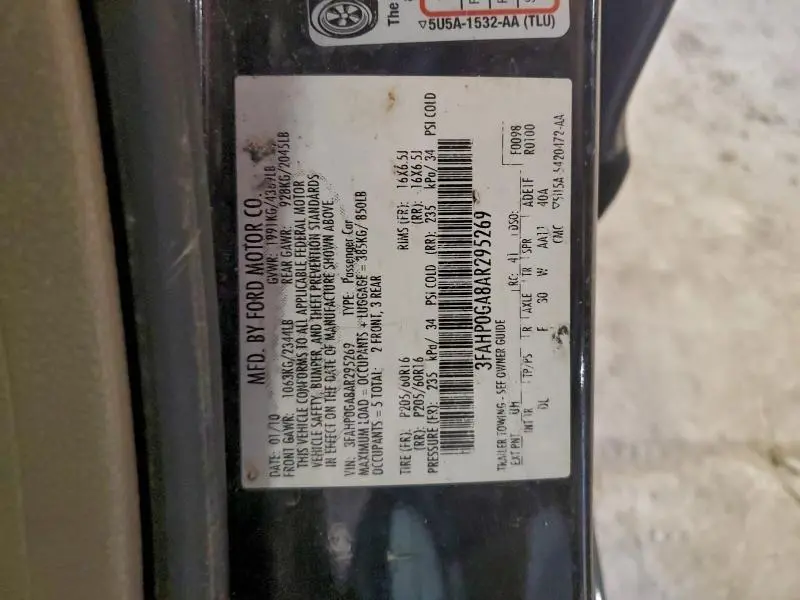 The
▽5U5A-1532-AA (TLU)
MFD. BY FORD MOTOR CO.
DATE: 01/10 GVWR: 1991KG/4389LB
FRONT GAWR: 1063KG/2344LB REAR GAWR: 928KG/2045LB
THIS VEHICLE CONFORMS TO ALL APPLICABLE FEDERAL MOTOR
VEHICLE SAFETY, BUMPER, AND THEFT PREVENTION STANDARDS
IN EFFECT ON THE DATE OF MANUFACTURE SHOWN ABOVE.
VIN: 3FAHP0GA8AR295269 TYPE: Passenger Car
MAXIMUM LOAD = OCCUPANTS + LUGGAGE = 385KG/ 850LB
OCCUPANTS = 5 TOTAL: 2 FRONT, 3 REAR
TIRE (FR): P205/60R16 RIMS (FR): 16X6.5J
(RR): P205/60R16 (RR): 16X6.5J
PRESSURE (FR): 235 kPa/ 34 PSI COLD (RR): 235 kPa/ 34 PSI COLD
3FAHP0GA8AR295269
TRAILER TOWING - SEE OWNER GUIDE F0098
EXT PNT: UH RC: 41 DSO: R0100
INT TR TP/PS R AXLE TR SPR ADE1F
DL F 30 W AA13 40A
CMC ▽5U5A 5420472-AA